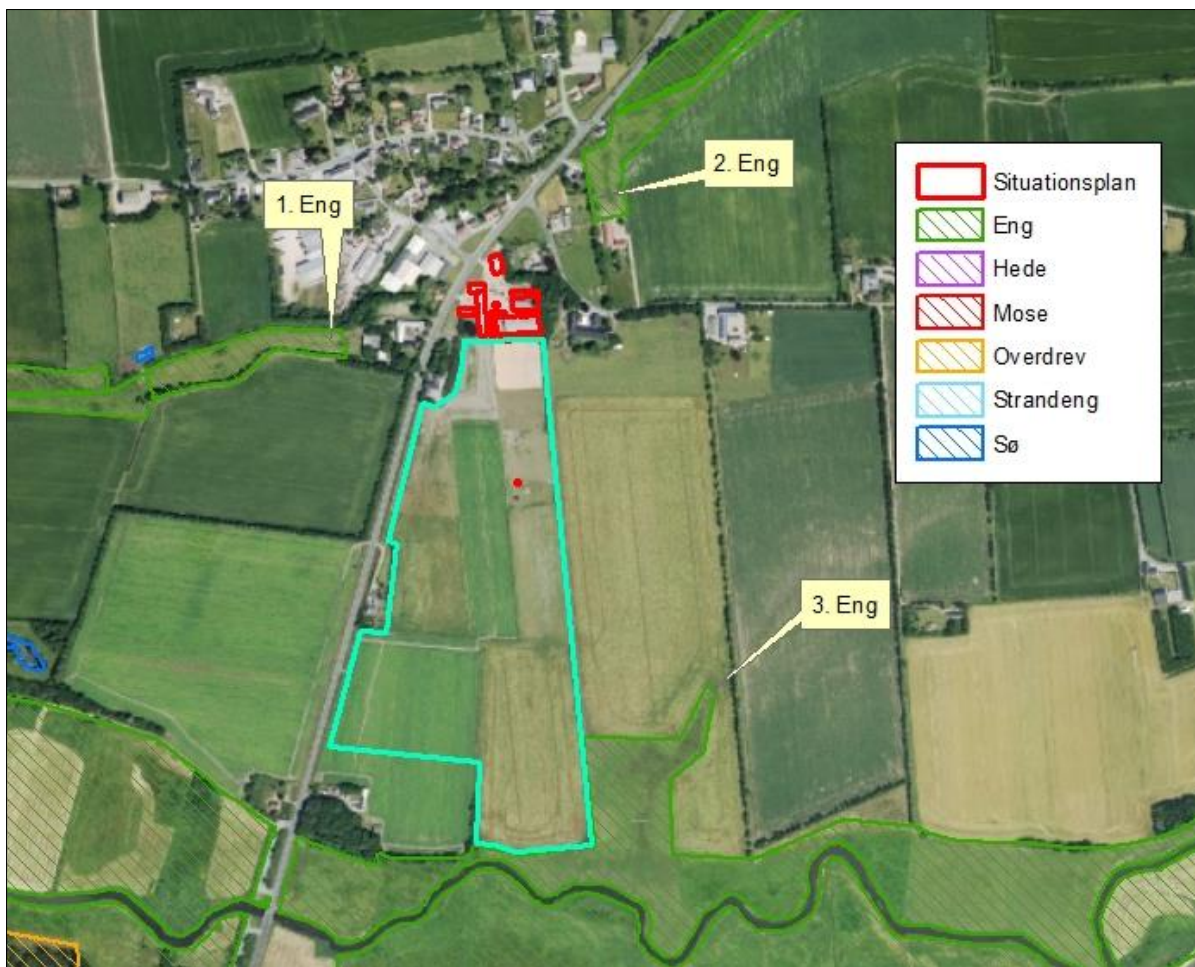 1. Eng
2. Eng
3. Eng
Situationsplan
Eng
Hede
Mose
Overdrev
Strandeng
Sø